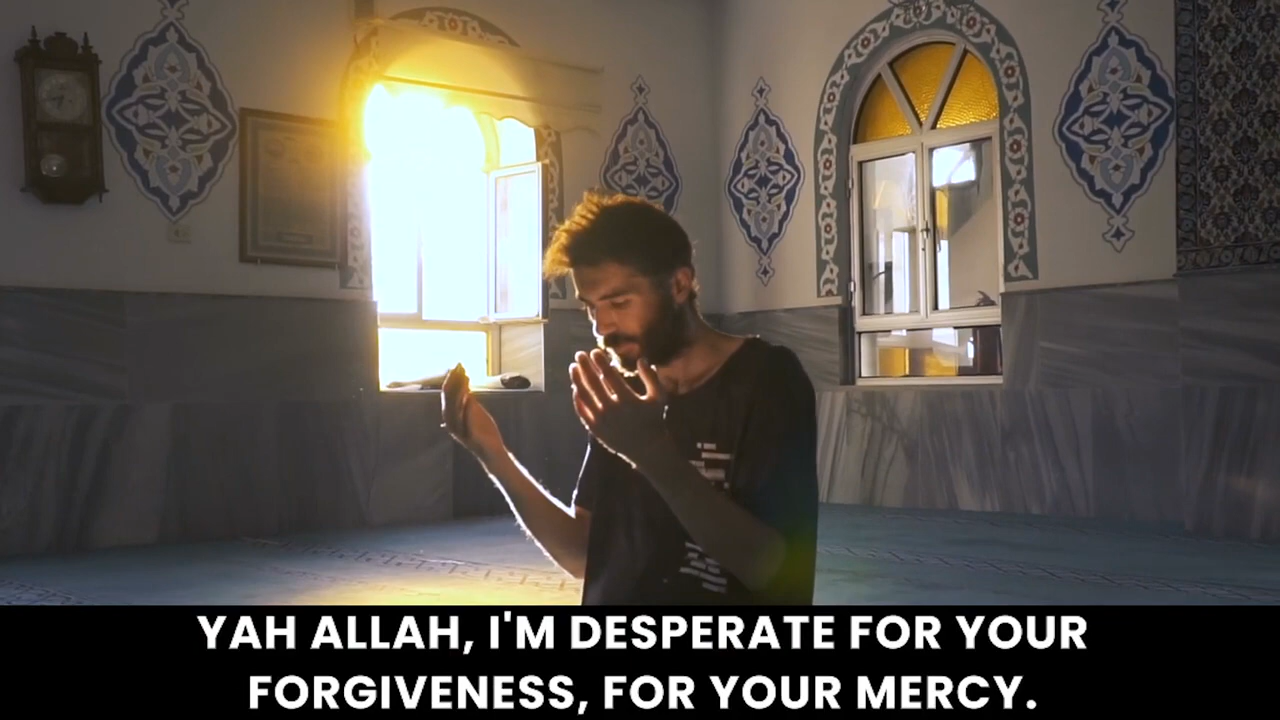 YAH ALLAH, I'M DESPERATE FOR YOUR
FORGIVENESS, FOR YOUR MERCY.